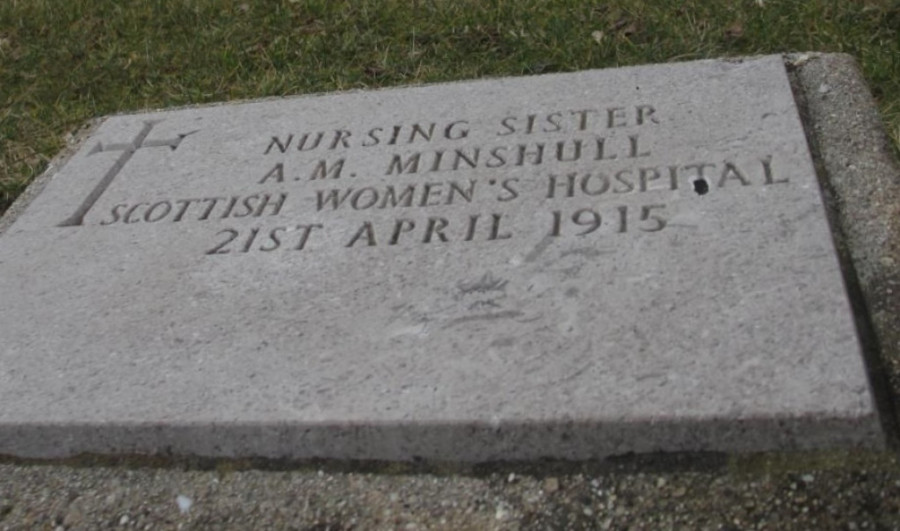 NURSING SISTER
A.M. MINSHULL
SCOTTISH WOMEN'S HOSPITAL
21ST APRIL 1915